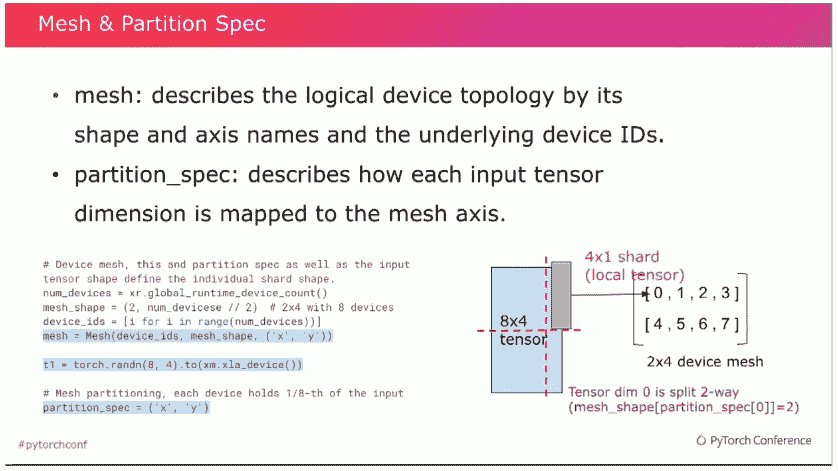 Mesh & Partition Spec
• mesh: describes the logical device topology by its
shape and axis names and the underlying device IDs.
• partition_spec: describes how each input tensor
dimension is mapped to the mesh axis.
# Device mesh, this and partition spec as well as the input
tensor shape define the individual shard shape.
num_devices = xr.global_runtime_device_count()
mesh_shape = (2, num_devicese // 2) # 2x4 with 8 devices
device_ids = [i for i in range(num_devices))]
mesh = Mesh(device_ids, mesh_shape, ('x', 'y'))
t1 = torch.randn(8, 4).to(xm.xla_device())
# Mesh partitioning, each device holds 1/8-th of the input
partition_spec = ('x', 'y')
4x1 shard
(local tensor)
[ 0 , 1 , 2 , 3 ]
8x4
tensor
[ 4 , 5 , 6 , 7 ]
2x4 device mesh
Tensor dim 0 is split 2-way
(mesh_shape[partition_spec[0]]=2)
#pytorchconf
PyTorch Conference